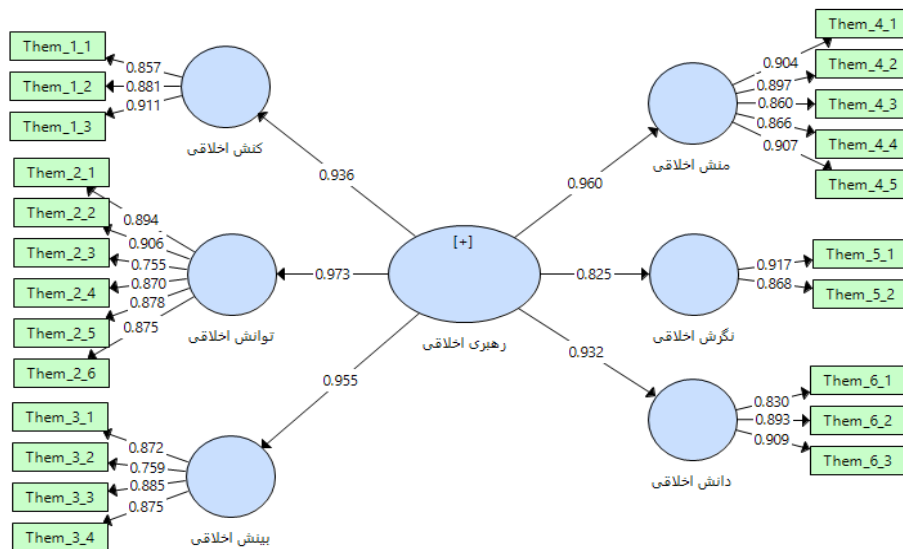 Them_1_1
Them_1_2
Them_1_3
0.857
0.881
0.911
کنش اخلاقی
0.936
Them_2_1
Them_2_2
Them_2_3
Them_2_4
Them_2_5
Them_2_6
0.894
0.906
0.755
0.870
0.878
0.875
توانش اخلاقی
0.973
Them_3_1
Them_3_2
Them_3_3
Them_3_4
0.872
0.759
0.885
0.875
بینش اخلاقی
0.955
[+]
رهبری اخلاقی
0.960
منش اخلاقی
0.904
0.897
0.860
0.866
0.907
Them_4_1
Them_4_2
Them_4_3
Them_4_4
Them_4_5
0.825
نگرش اخلاقی
0.917
0.868
Them_5_1
Them_5_2
0.932
دانش اخلاقی
0.830
0.893
0.909
Them_6_1
Them_6_2
Them_6_3